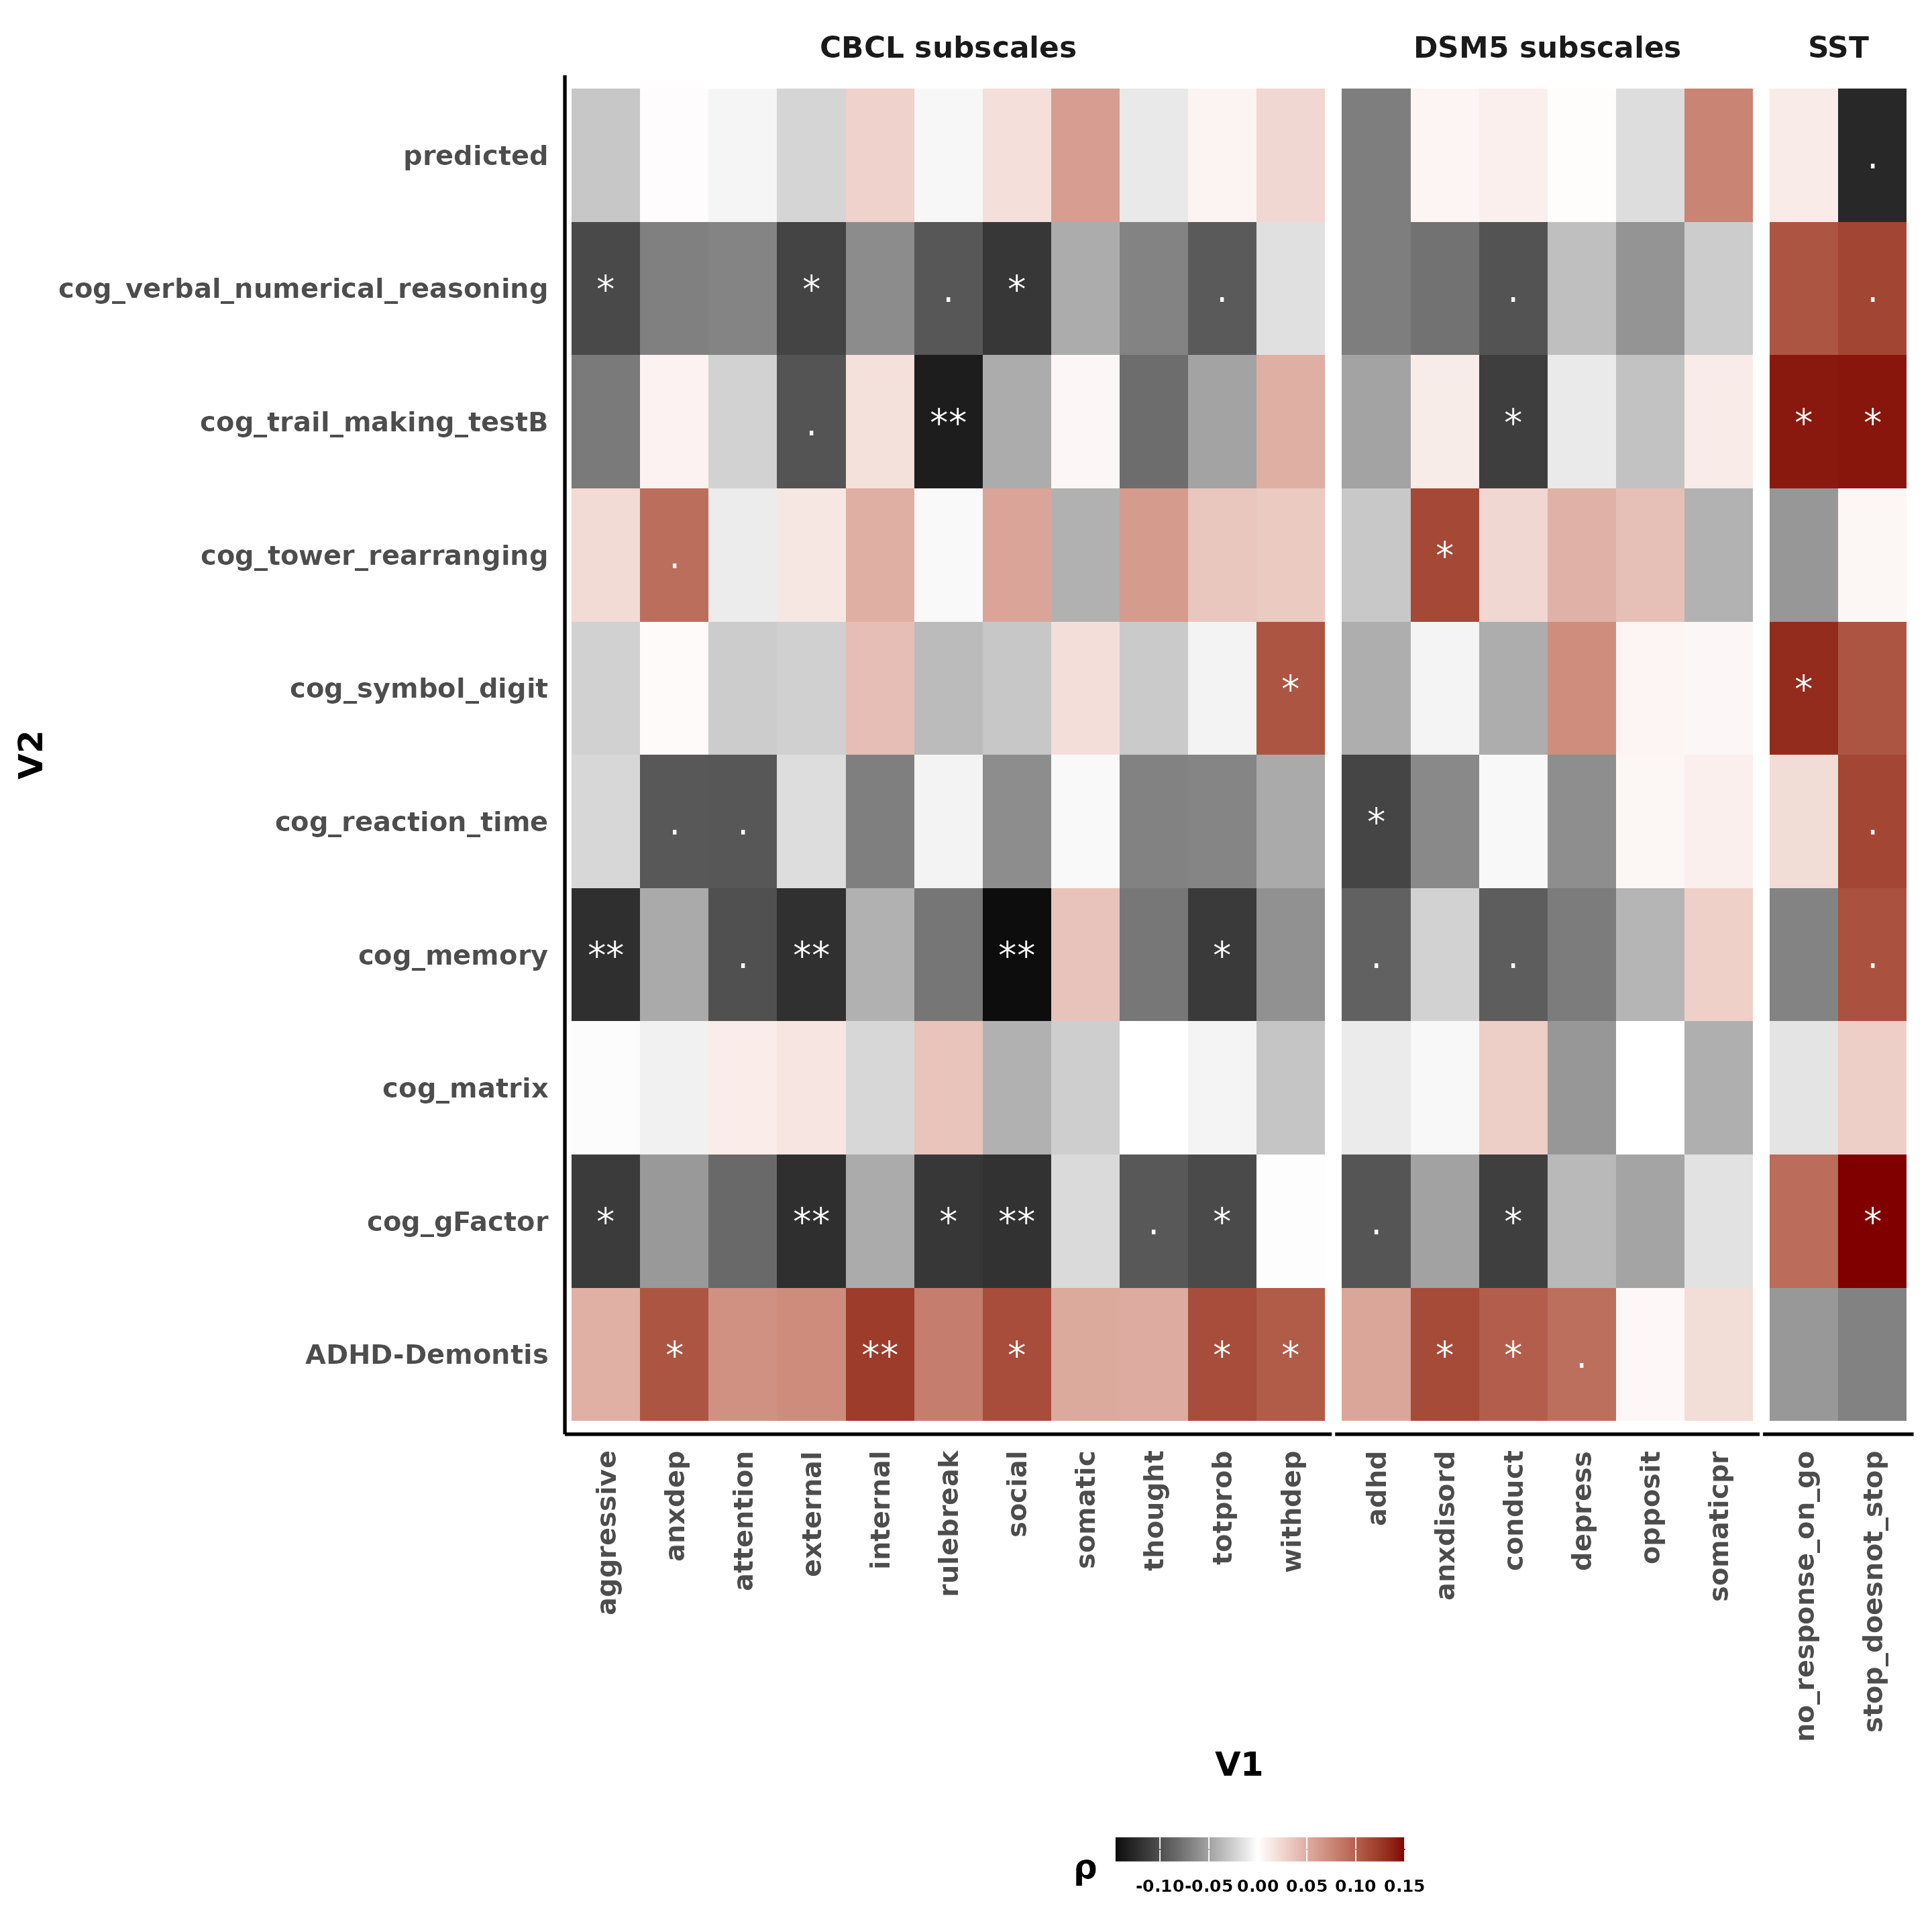 CBCL subscales DSM5 subscales SST
predicted .
cog_verbal_numerical_reasoning * * . * . . .
cog_trail_making_testB . ** * * *
cog_tower_rearranging . *
cog_symbol_digit * *
cog_reaction_time . . * .
cog_memory ** . ** ** * . . .
cog_matrix
cog_gFactor * ** * ** . * . * *
ADHD-Demontis * ** * * * * * .
V2
aggressive
anxdep
attention
external
internal
rulebreak
social
somatic
thought
totprob
withdep
adhd
anxdisord
conduct
depress
opposit
somaticpr
no_response_on_go
stop_doesnot_stop
V1
ρ
-0.10 -0.05 0.00 0.05 0.10 0.15